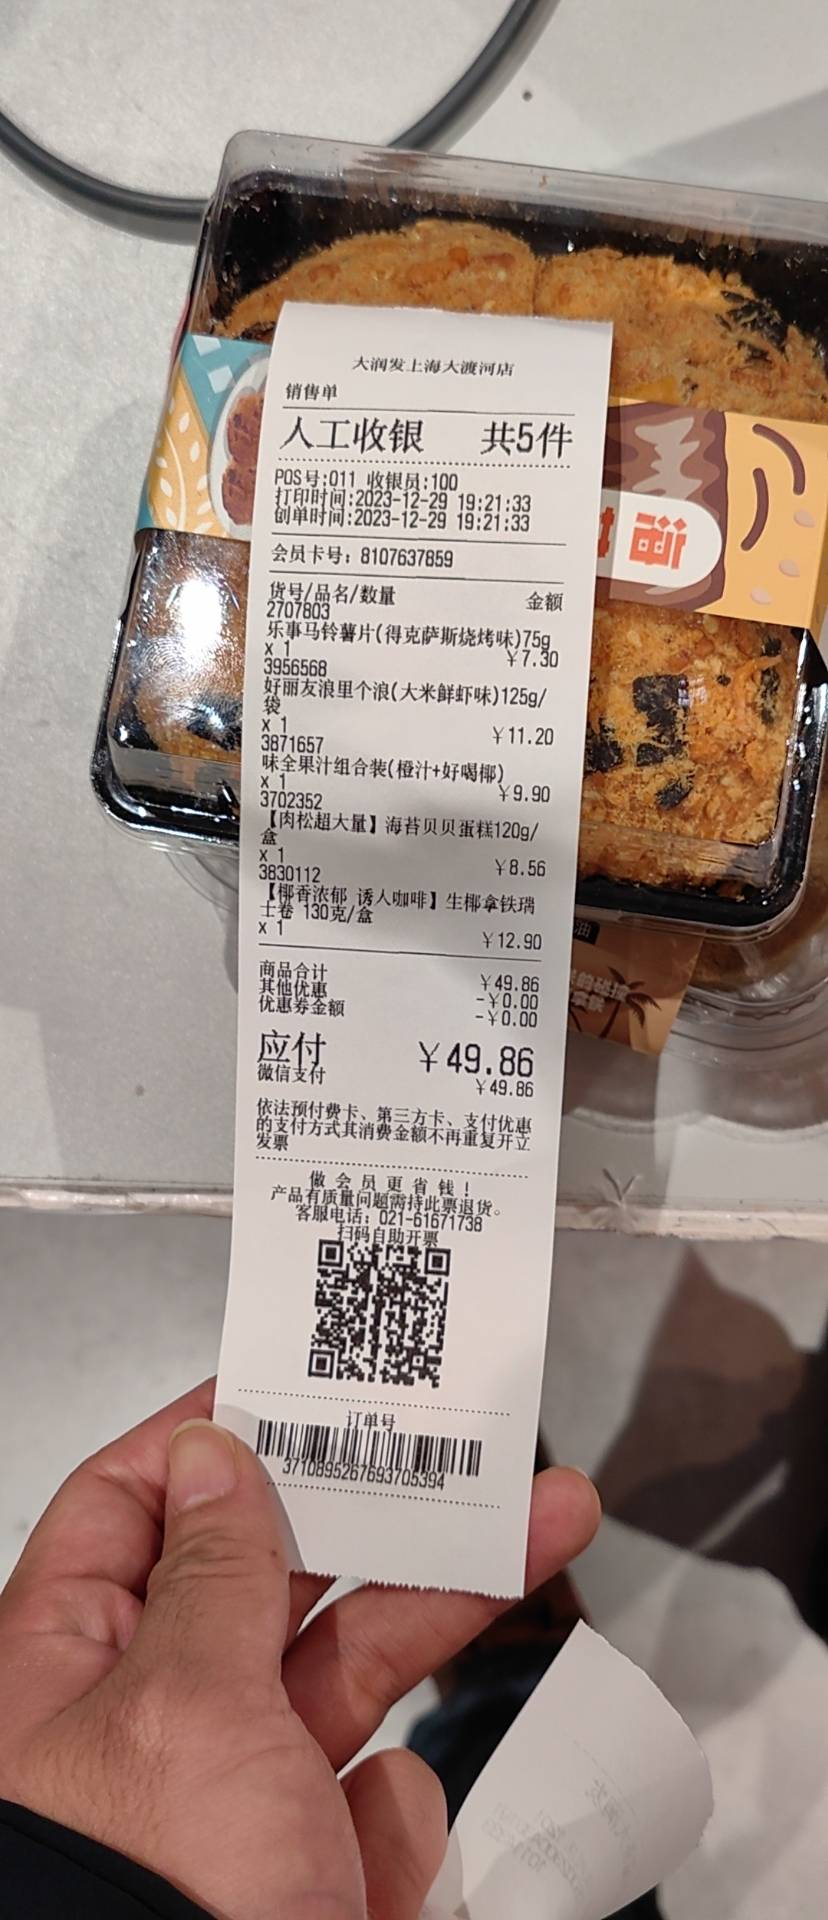 大润发上海大渡河店
销售单
人工收银 共5件
POS号:011 收银员:100
打印时间:2023-12-29 19:21:33
创单时间:2023-12-29 19:21:33
会员卡号: 8107637859
货号/品名/数量 金额
2707803
乐事马铃薯片(得克萨斯烧烤味)75g
x 1 ￥7.30
3956568
好丽友浪里个浪(大米鲜虾味)125g/
袋
x 1 ￥11.20
3871657
味全果汁组合装(橙汁+好喝椰)
x 1 ￥9.90
3702352
【肉松超大量】海苔贝贝蛋糕120g/
盒
x 1 ￥8.56
3830112
【椰香浓郁 诱人咖啡】生椰拿铁瑞
士卷 130克/盒
x 1 ￥12.90
商品合计 ￥49.86
其他优惠 -￥0.00
优惠券金额 -￥0.00
应付 ￥49.86
微信支付 ￥49.86
依法预付费卡、第三方卡、支付优惠
的支付方式其消费金额不再重复开立
发票
做会员更省钱!
产品有质量问题需持此票退货。
客服电话: 021-61671738
扫码自助开票
订单号
3710895267693705394
润
油